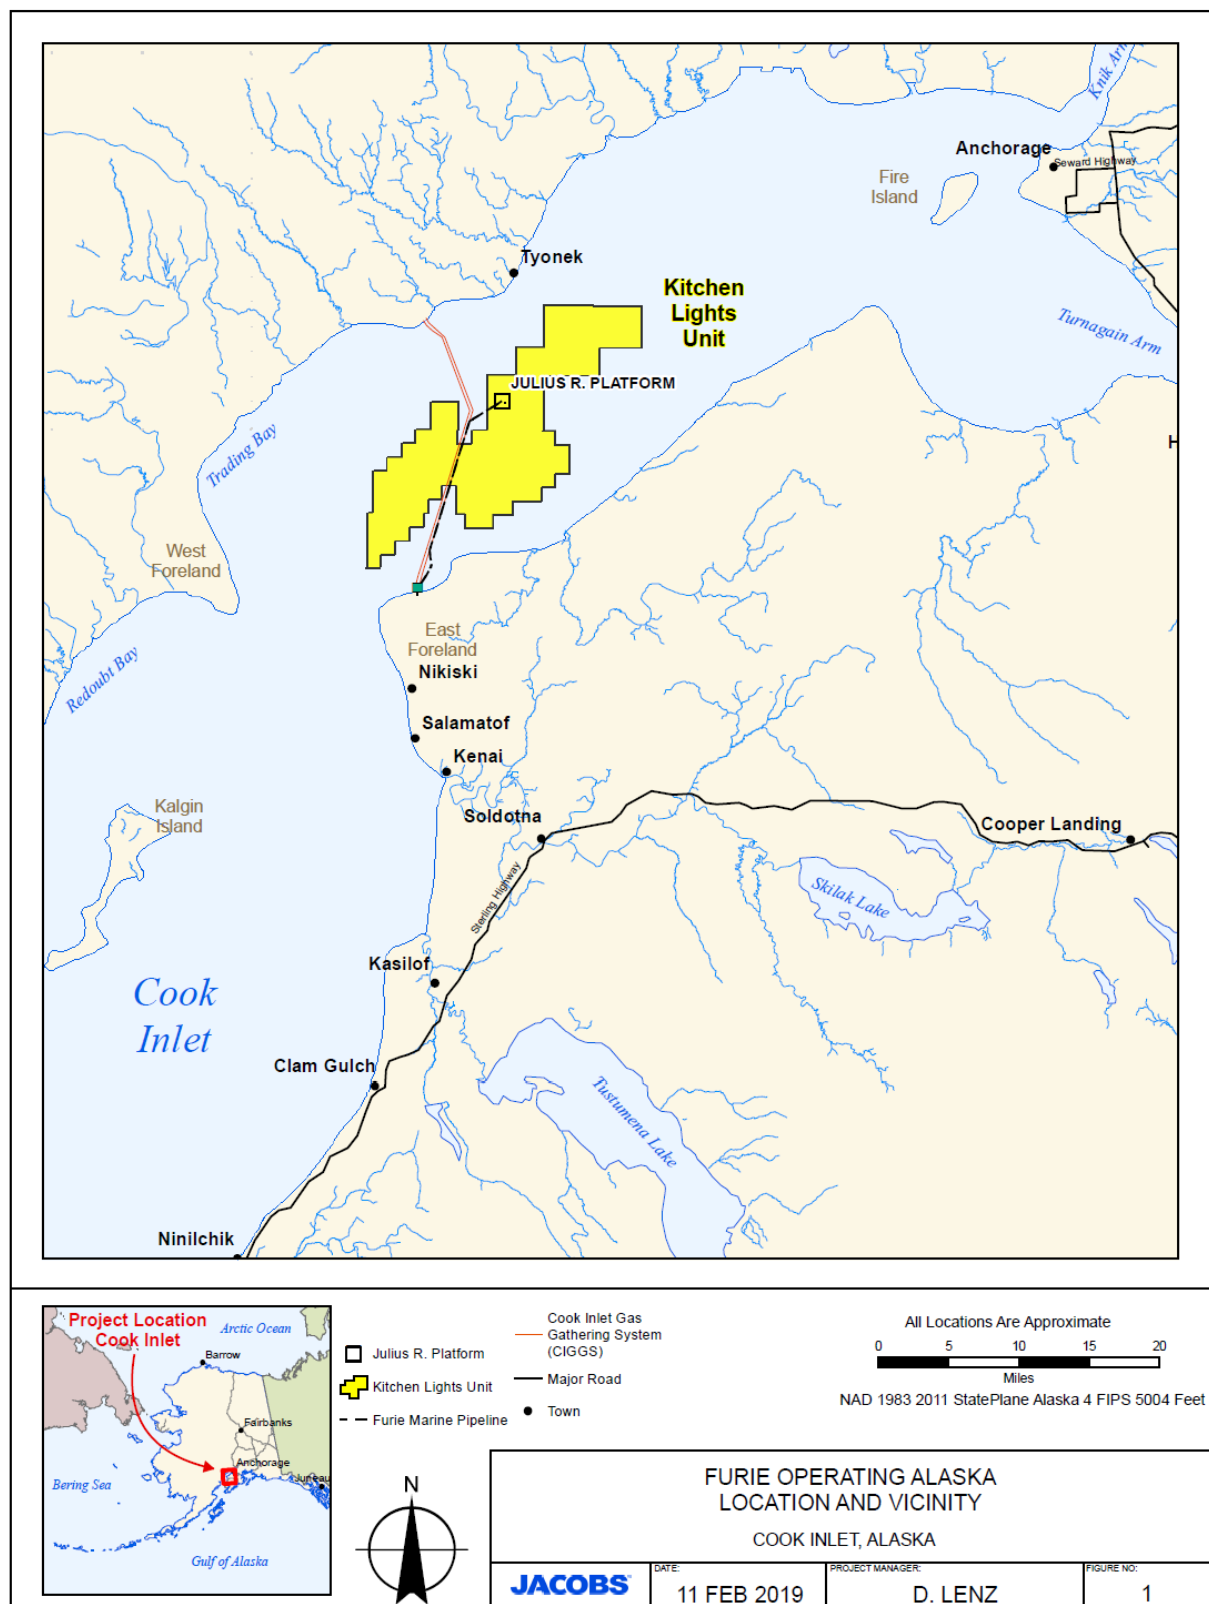 Knik Arm
Anchorage
Seward Highway
Fire
Island
Tyonek
Kitchen
Lights
Unit
Turnagain Arm
JULIUS R. PLATFORM
H
Trading Bay
West
Foreland
East
Foreland
Redoubt Bay
Nikiski
Salamatof
Kenai
Kalgin
Island
Soldotna
Cooper Landing
Sterling Highway
Skilak Lake
Kasilof
Cook
Inlet
Clam Gulch
Tustumena Lake
Ninilchik
Project Location
Cook Inlet
Arctic Ocean
Barrow
Fairbanks
Anchorage
Bering Sea
Juneau
Gulf of Alaska
Julius R. Platform
Kitchen Lights Unit
Furie Marine Pipeline
Cook Inlet Gas
Gathering System
(CIGGS)
Major Road
Town
All Locations Are Approximate
0 5 10 15 20
Miles
NAD 1983 2011 StatePlane Alaska 4 FIPS 5004 Feet
N
FURIE OPERATING ALASKA
LOCATION AND VICINITY
COOK INLET, ALASKA
JACOBS
DATE:
11 FEB 2019
PROJECT MANAGER:
D. LENZ
FIGURE NO:
1